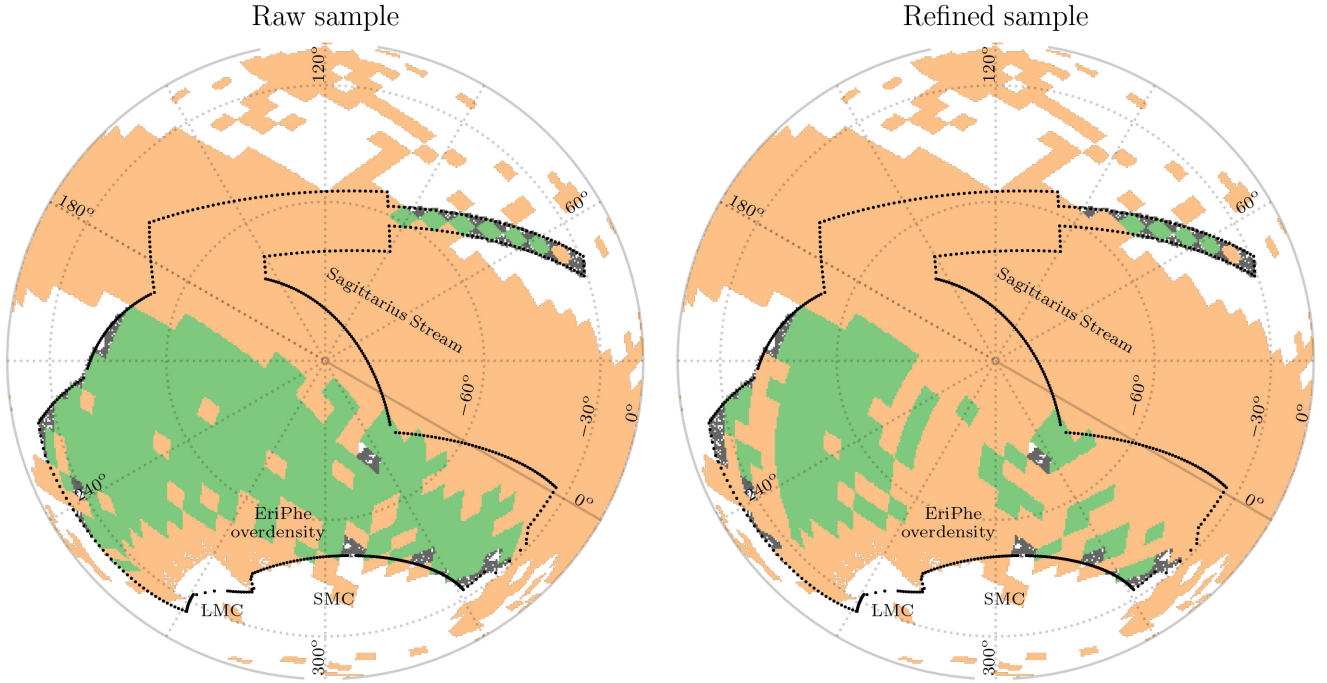 Raw sample
120°
180°
60°
Sagittarius Stream
−60°
−30°
0°
240°
0°
EriPhe
overdensity
LMC
SMC
300°
Refined sample
120°
180°
60°
Sagittarius Stream
−60°
−30°
0°
240°
0°
EriPhe
overdensity
LMC
SMC
300°